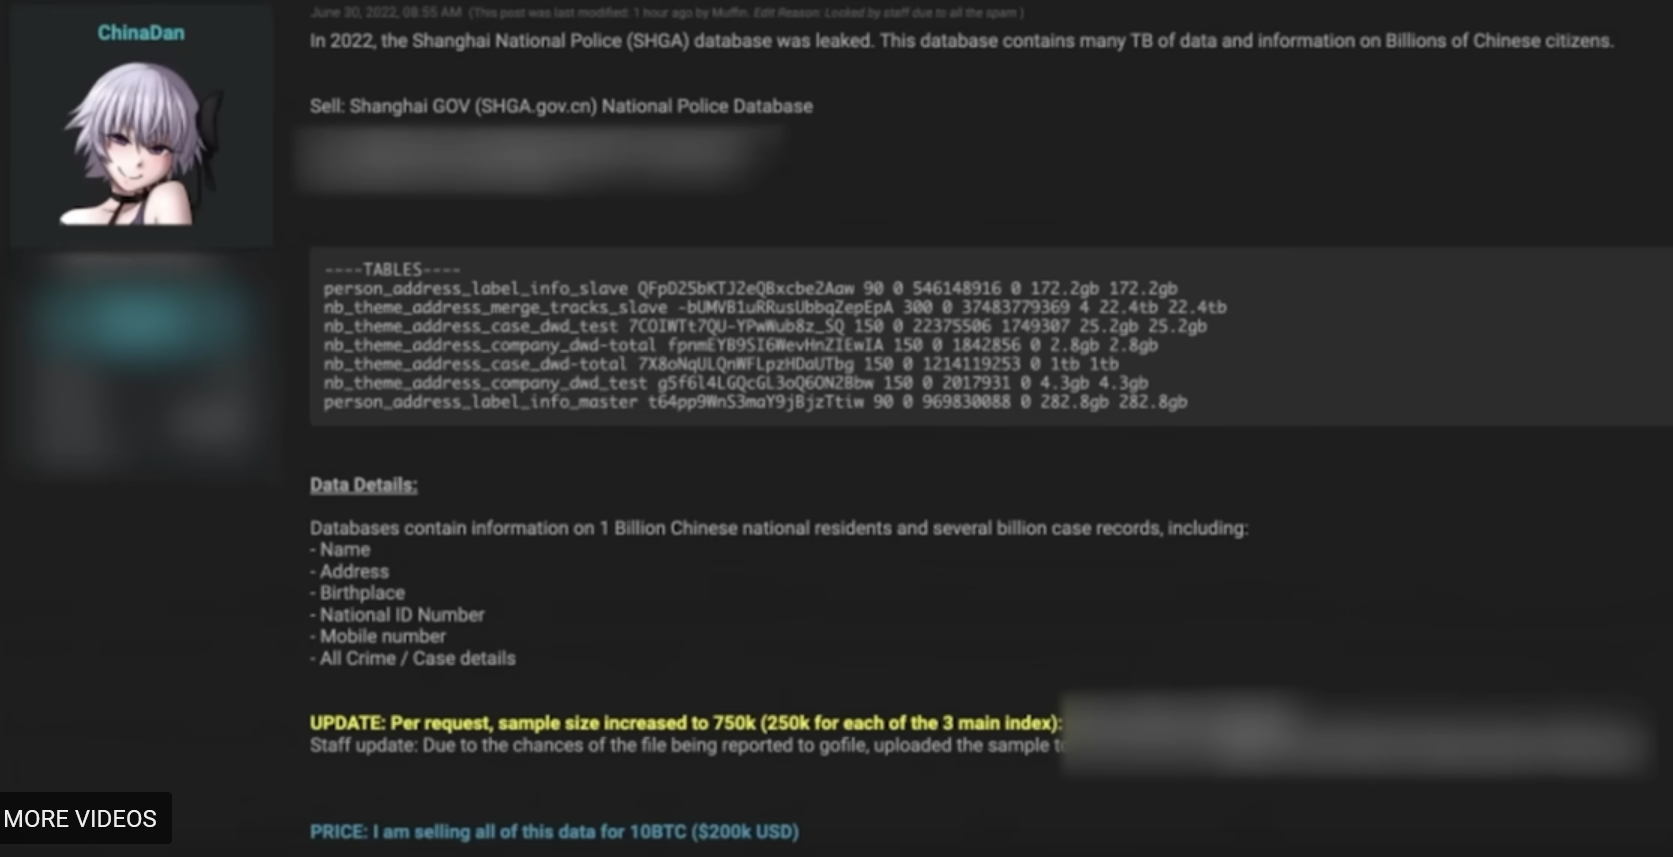 ChinaDan
June 30, 2022, 08:55 AM (This post was last modified: 1 hour ago by Muffin. Edit Reason: Locked by staff due to all the spam )
In 2022, the Shanghai National Police (SHGA) database was leaked. This database contains many TB of data and information on Billions of Chinese citizens.
Sell: Shanghai GOV (SHGA.gov.cn) National Police Database
----TABLES----
person_address_label_info_slave QFpD25bKTJ2eQBxcbe2Aaw 90 0 546148916 0 172.2gb 172.2gb
nb_theme_address_merge_tracks_slave -bUMVB1uRRusUbbqZepEpA 300 0 37483779369 4 22.4tb 22.4tb
nb_theme_address_case_dwd_test 7COIWTt7QU-YPwWub8z_SQ 150 0 22375506 1749307 25.2gb 25.2gb
nb_theme_address_company_dwd-total fpnmEYB9SI6WevHnZIEwIA 150 0 1842856 0 2.8gb 2.8gb
nb_theme_address_case_dwd-total 7X8oNqULQnWFLpzHDaUTbg 150 0 1214119253 0 1tb 1tb
nb_theme_address_company_dwd_test g5f6l4LGQcGL3oQ6ON2Bbw 150 0 2017931 0 4.3gb 4.3gb
person_address_label_info_master t64pp9WnS3maY9jBjzTtiw 90 0 969830088 0 282.8gb 282.8gb
Data Details:
Databases contain information on 1 Billion Chinese national residents and several billion case records, including:
- Name
- Address
- Birthplace
- National ID Number
- Mobile number
- All Crime / Case details
UPDATE: Per request, sample size increased to 750k (250k for each of the 3 main index):
Staff update: Due to the chances of the file being reported to gofile, uploaded the sample
MORE VIDEOS
PRICE: I am selling all of this data for 10BTC ($200k USD)